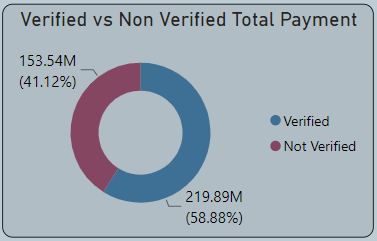 Verified vs Non Verified Total Payment
153.54M
(41.12%)
Verified
Not Verified
219.89M
(58.88%)